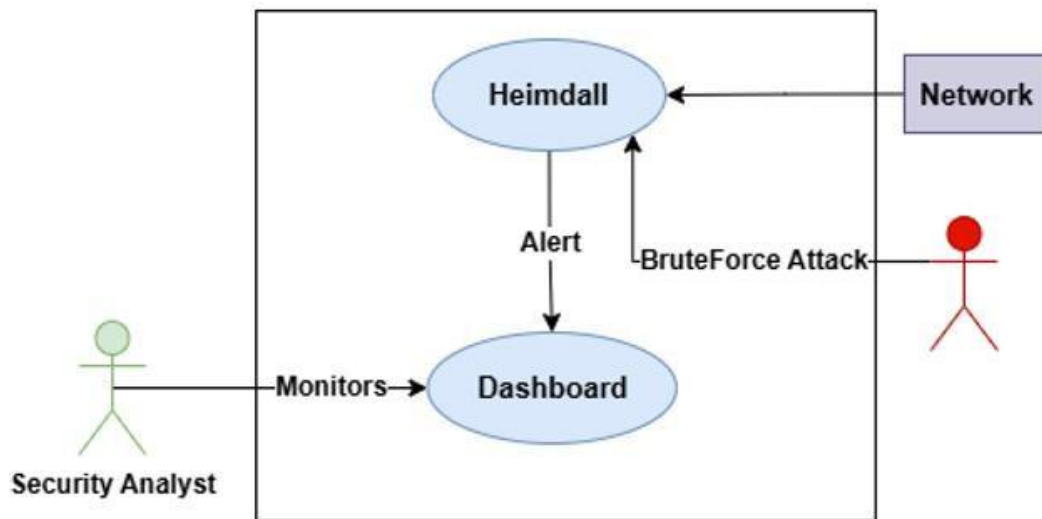 Heimdall
Network
Alert
BruteForce Attack
Monitors
Dashboard
Security Analyst